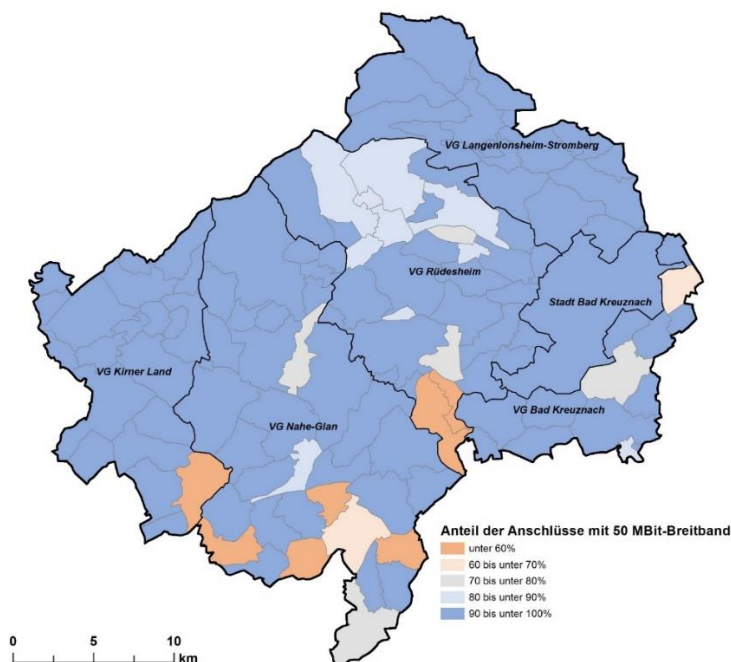 VG Langenlonsheim-Stromberg
VG Rüdesheim
Stadt Bad Kreuznach
VG Kirner Land
VG Bad Kreuznach
VG Nahe-Glan
Anteil der Anschlüsse mit 50 MBit-Breitband
unter 60%
60 bis unter 70%
70 bis unter 80%
80 bis unter 90%
90 bis unter 100%
0 5 10
km